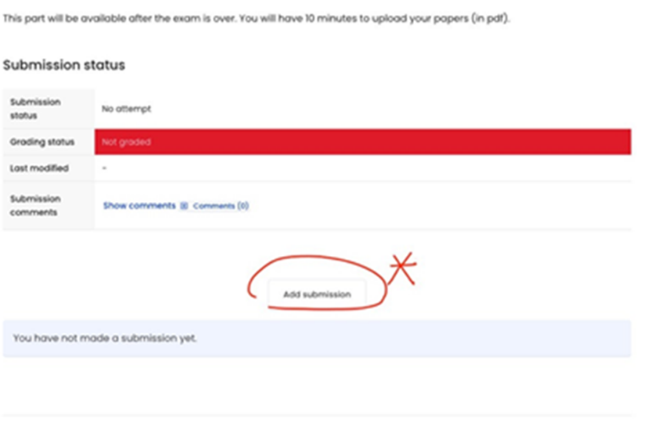 This part will be available after the exam is over. You will have 10 minutes to upload your papers (in pdf).
Submission status
Submission status No attempt
Grading status Not graded
Last modified -
Submission comments Show comments Comments (0)
Add submission
You have not made a submission yet.